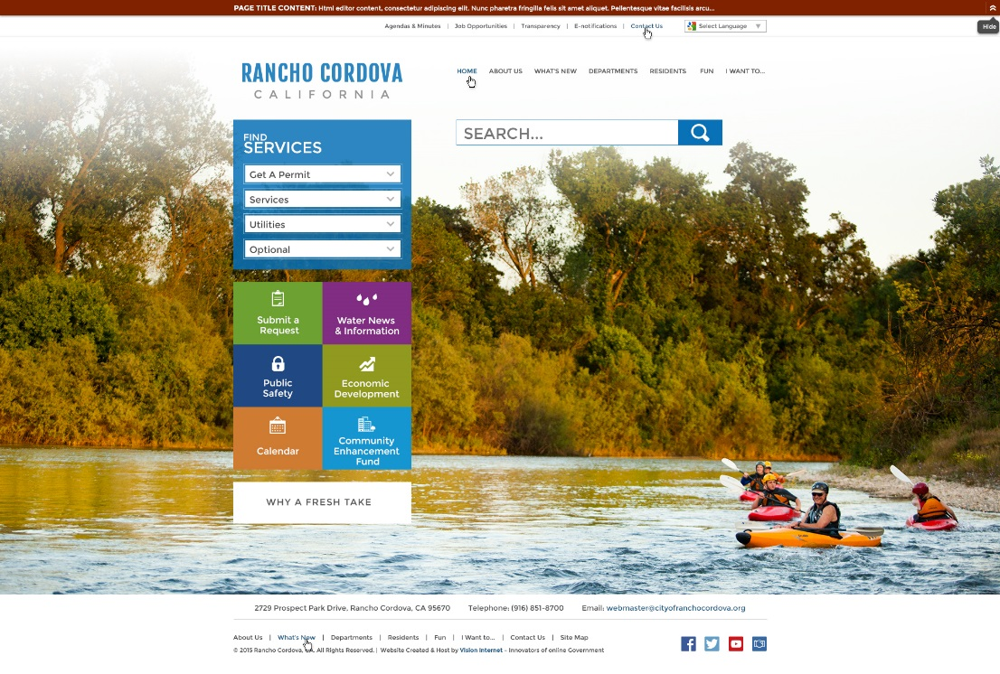 PAGE TITLE CONTENT: Html editor content, consectetur adipiscing elit. Nunc pharetra fringilla felis sit amet aliquet. Pellentesque vitae facilisis arcu...
Hide
Agendas & Minutes | Job Opportunities | Transparency | E-notifications | Contact Us
Select Language
RANCHO CORDOVA
CALIFORNIA
HOME ABOUT US WHAT'S NEW DEPARTMENTS RESIDENTS FUN I WANT TO...
FIND
SERVICES
SEARCH...
Get A Permit
Services
Utilities
Optional
Submit a
Request
Water News
& Information
Public
Safety
Economic
Development
Calendar
Community
Enhancement
Fund
WHY A FRESH TAKE
2729 Prospect Park Drive, Rancho Cordova, CA 95670 Telephone: (916) 851-8700 Email: webmaster@cityofranchocordova.org
About Us | What's New | Departments | Residents | Fun | I Want to... | Contact Us | Site Map
© 2015 Rancho Cordova, All Rights Reserved. | Website Created & Host by Vision Internet - Innovators of online Government